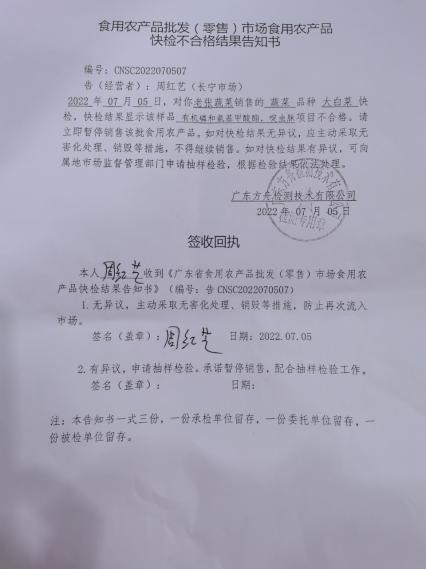 食用农产品批发（零售）市场食用农产品
快检不合格结果告知书
编号：CNSC2022070507
告（经营者）：周红艺（长宁市场）
2022 年 07 月 05 日，对你老张蔬菜销售的 蔬菜 品种 大白菜 快
检，快检结果显示该样品 有机磷和氨基甲酸酯，啶虫脒项目不合格。请
立即暂停销售该批食用农产品。如对快检结果无异议，应主动采取无
害化处理、销毁等措施，不得继续销售。如对快检结果有异议，可向
属地市场监督管理部门申请抽样检验，根据检验结果依法处理。
广东方舟检测技术有限公司
2022 年 07 月 05 日
签收回执
本人 周红艺 收到《广东省食用农产品批发（零售）市场食用农
产品快检结果告知书》（编号：告 CNSC2022070507）
1.无异议，主动采取无害化处理、销毁等措施，防止再次流入
市场。
签名（盖章）：周红艺 日期：2022.07.05
2.有异议，申请抽样检验。承诺暂停销售，配合抽样检验工作。
签名（盖章）： 日期：
注：本告知书一式三份，一份承检单位留存，一份委托单位留存，一
份被检单位留存。